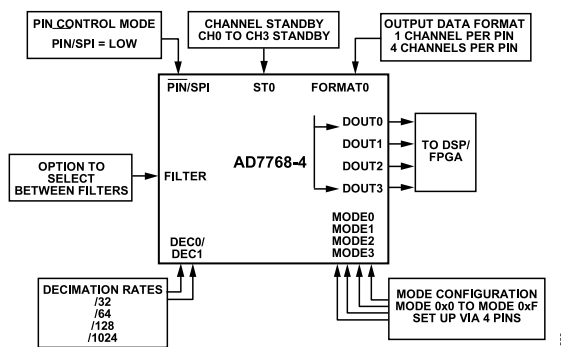 PIN CONTROL MODE
PIN/SPI = LOW
CHANNEL STANDBY
CH0 TO CH3 STANDBY
OUTPUT DATA FORMAT
1 CHANNEL PER PIN
4 CHANNELS PER PIN
PIN/SPI
ST0
FORMAT0
DOUT0
DOUT1
DOUT2
DOUT3
TO DSP/
FPGA
OPTION TO
SELECT
BETWEEN FILTERS
FILTER
AD7768-4
MODE0
MODE1
MODE2
MODE3
DEC0/
DEC1
DECIMATION RATES
/32
/64
/128
/1024
MODE CONFIGURATION
MODE 0x0 TO MODE 0xF
SET UP VIA 4 PINS